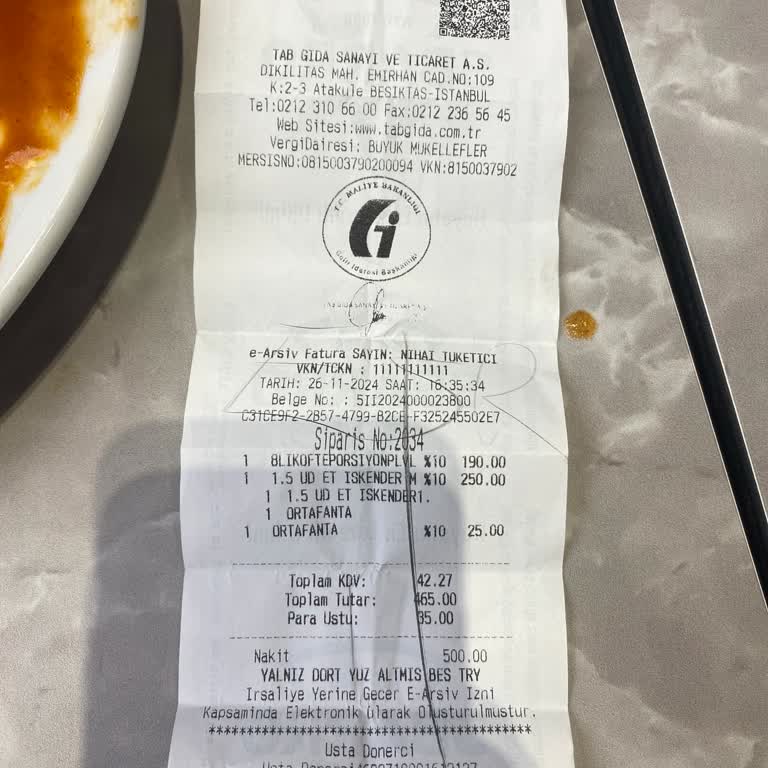 TAB GIDA SANAYI VE TICARET A.S.
DIKILITAS MAH. EMIRHAN CAD.NO:109
K:2-3 Atakule BESIKTAS-ISTANBUL
Tel:0212 310 66 00 Fax:0212 236 56 45
Web Sitesi:www.tabgida.com.tr
VergiDairesi: BUYUK MUKELLEFLER
MERSISNO:0815003790200094 VKN:8150037902
T.C. MALİYE BAKANLIĞI
Gelir İdaresi Başkanlığı
e-Arsiv Fatura SAYIN: NIHAI TUKETICI
VKN/TCKN : 11111111111
TARIH: 26-11-2024 SAAT: 16:35:34
Belge No: : 5II2024000023800
C31CE9F2-2B57-4799-B2CE-F325245502E7
Siparis No:2034
1 8LIKOFTEPORSIYONPLVL %10 190.00
1 1.5 UD ET ISKENDER M %10 250.00
1 1.5 UD ET ISKENDER1.
1 ORTAFANTA
1 ORTAFANTA %10 25.00
Toplam KDV: 42.27
Toplam Tutar: 465.00
Para Ustu: 35.00
Nakit 500.00
YALNIZ DORT YUZ ALTMIS BES TRY
Irsaliye Yerine Gecer E-Arsiv Izni
Kapsaminda Elektronik Olarak Olusturulmustur.
********************************************
Usta Donerci